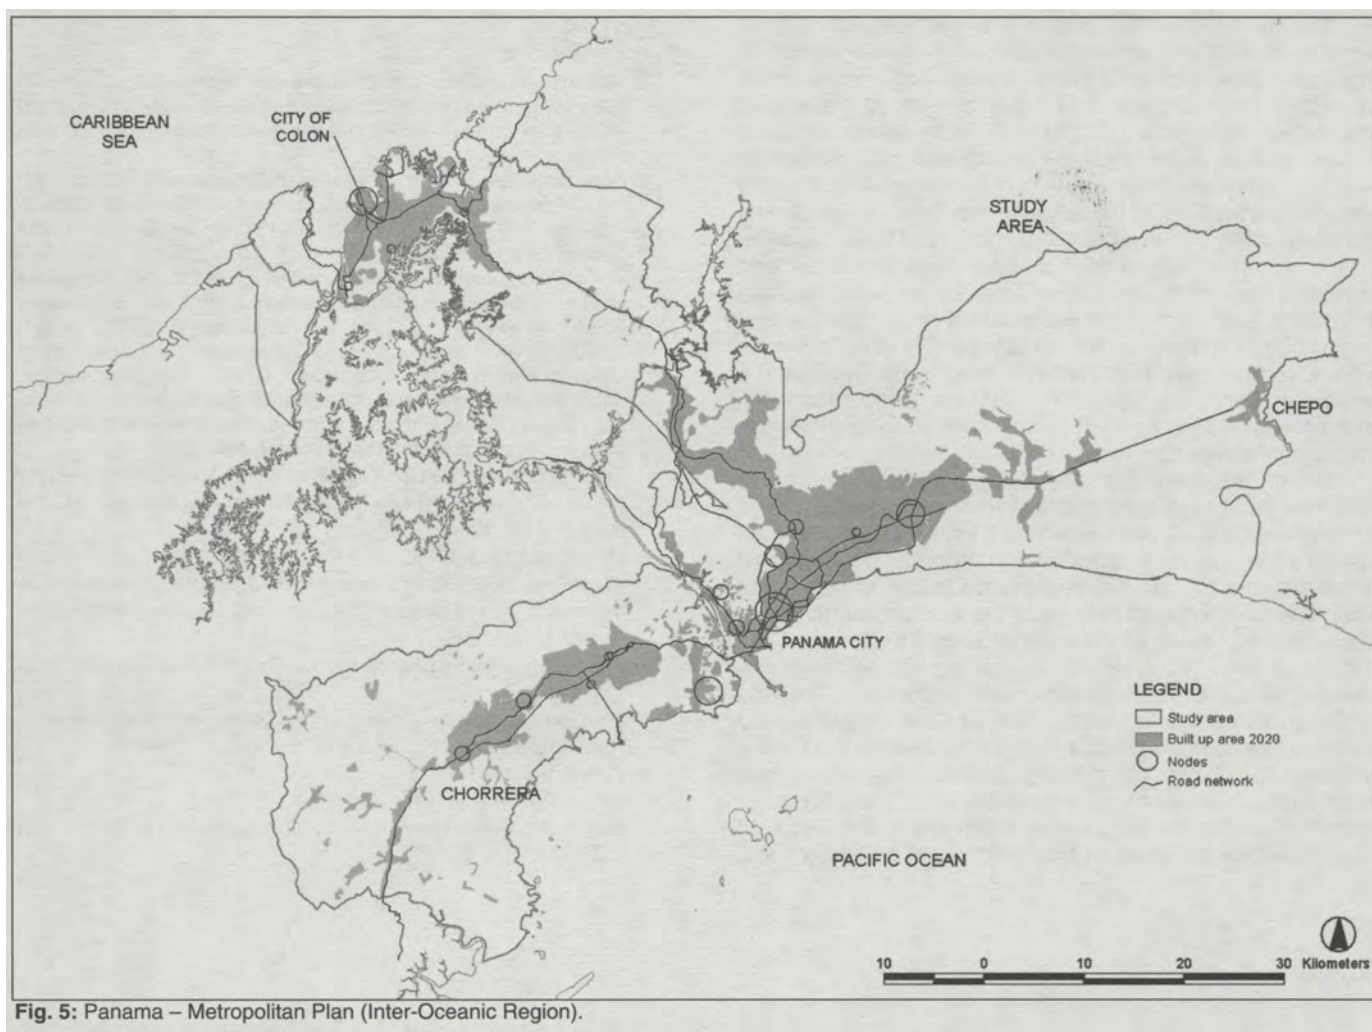 CARIBBEAN
SEA
CITY OF
COLON
STUDY
AREA
CHEPO
PANAMA CITY
CHORRERA
PACIFIC OCEAN
LEGEND
Study area
Built up area 2020
Nodes
Road network
10 0 10 20 30 Kilometers
Fig. 5: Panama – Metropolitan Plan (Inter-Oceanic Region).